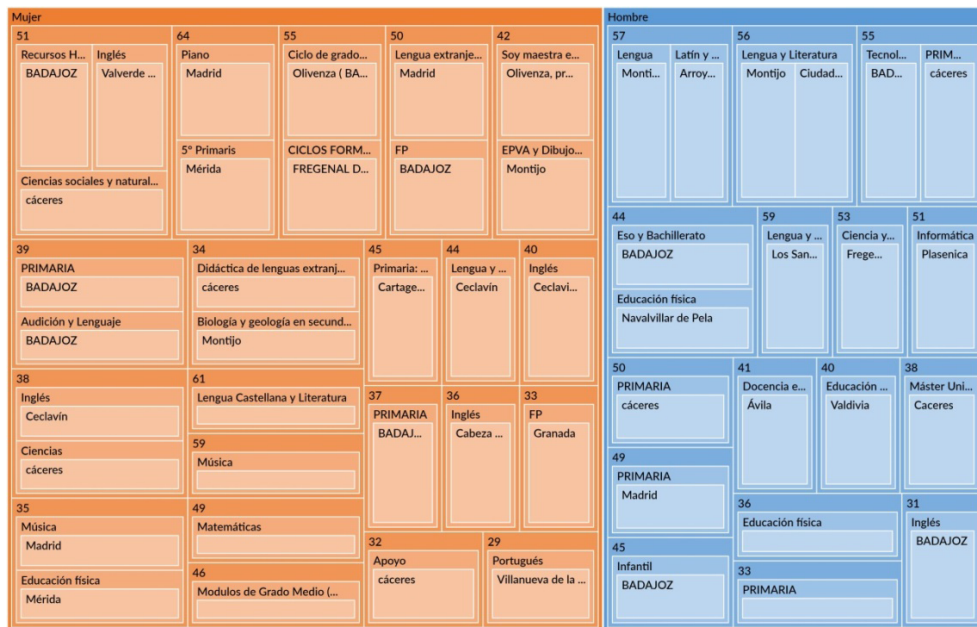 Mujer
51
Recursos H...
BADAJOZ
Inglés
Valverde ...
Ciencias sociales y natural...
cáceres
64
Piano
Madrid
5º Primaris
Mérida
55
Ciclo de grado...
Olivenza ( BA...
CICLOS FORM...
FREGENAL D...
50
Lengua extranje...
Madrid
FP
BADAJOZ
42
Soy maestra e...
Olivenza, pr...
EPVA y Dibujo...
Montijo
39
PRIMARIA
BADAJOZ
Audición y Lenguaje
BADAJOZ
34
Didáctica de lenguas extranj...
cáceres
Biología y geología en secund...
Montijo
45
Primaria: ...
Cartage...
44
Lengua y ...
Ceclavín
40
Inglés
Ceclavi...
38
Inglés
Ceclavín
Ciencias
cáceres
61
Lengua Castellana y Literatura
59
Música
37
PRIMARIA
BADAJ...
36
Inglés
Cabeza ...
33
FP
Granada
35
Música
Madrid
Educación física
Mérida
49
Matemáticas
46
Modulos de Grado Medio (...
32
Apoyo
cáceres
29
Portugués
Villanueva de la ...
Hombre
57
Lengua
Monti...
Latín y ...
Arroy...
56
Lengua y Literatura
Montijo
Ciudad...
55
Tecnol...
BAD...
PRIM...
cáceres
44
Eso y Bachillerato
BADAJOZ
Educación física
Navalvillar de Pela
59
Lengua y ...
Los San...
53
Ciencia y...
Frege...
51
Informática
Plasenica
50
PRIMARIA
cáceres
41
Docencia e...
Ávila
40
Educación ...
Valdivia
38
Máster Uni...
Caceres
49
PRIMARIA
Madrid
36
Educación física
31
Inglés
BADAJOZ
45
Infantil
BADAJOZ
33
PRIMARIA